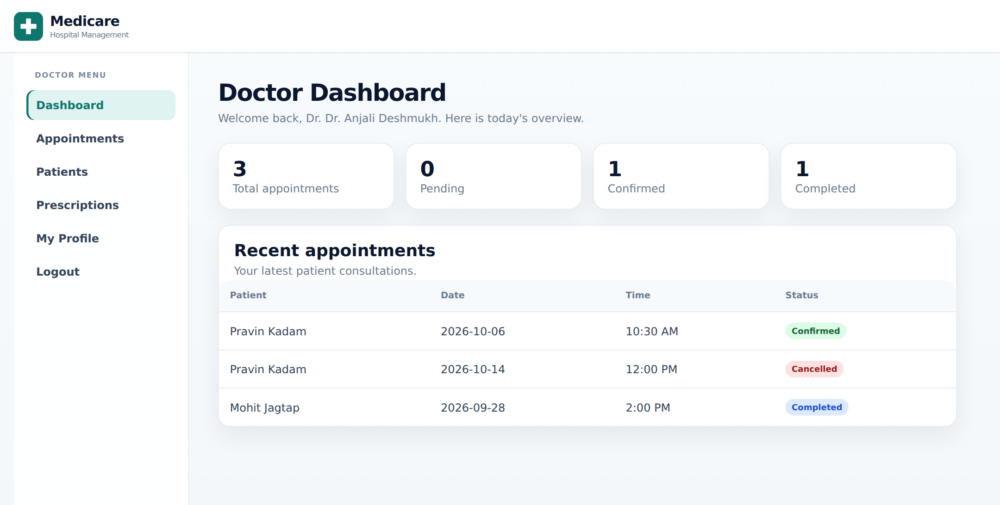 Medicare
Hospital Management
DOCTOR MENU
Dashboard
Appointments
Patients
Prescriptions
My Profile
Logout
Doctor Dashboard
Welcome back, Dr. Dr. Anjali Deshmukh. Here is today's overview.
3
Total appointments
0
Pending
1
Confirmed
1
Completed
Recent appointments
Your latest patient consultations.
Patient Date Time Status
Pravin Kadam 2026-10-06 10:30 AM Confirmed
Pravin Kadam 2026-10-14 12:00 PM Cancelled
Mohit Jagtap 2026-09-28 2:00 PM Completed